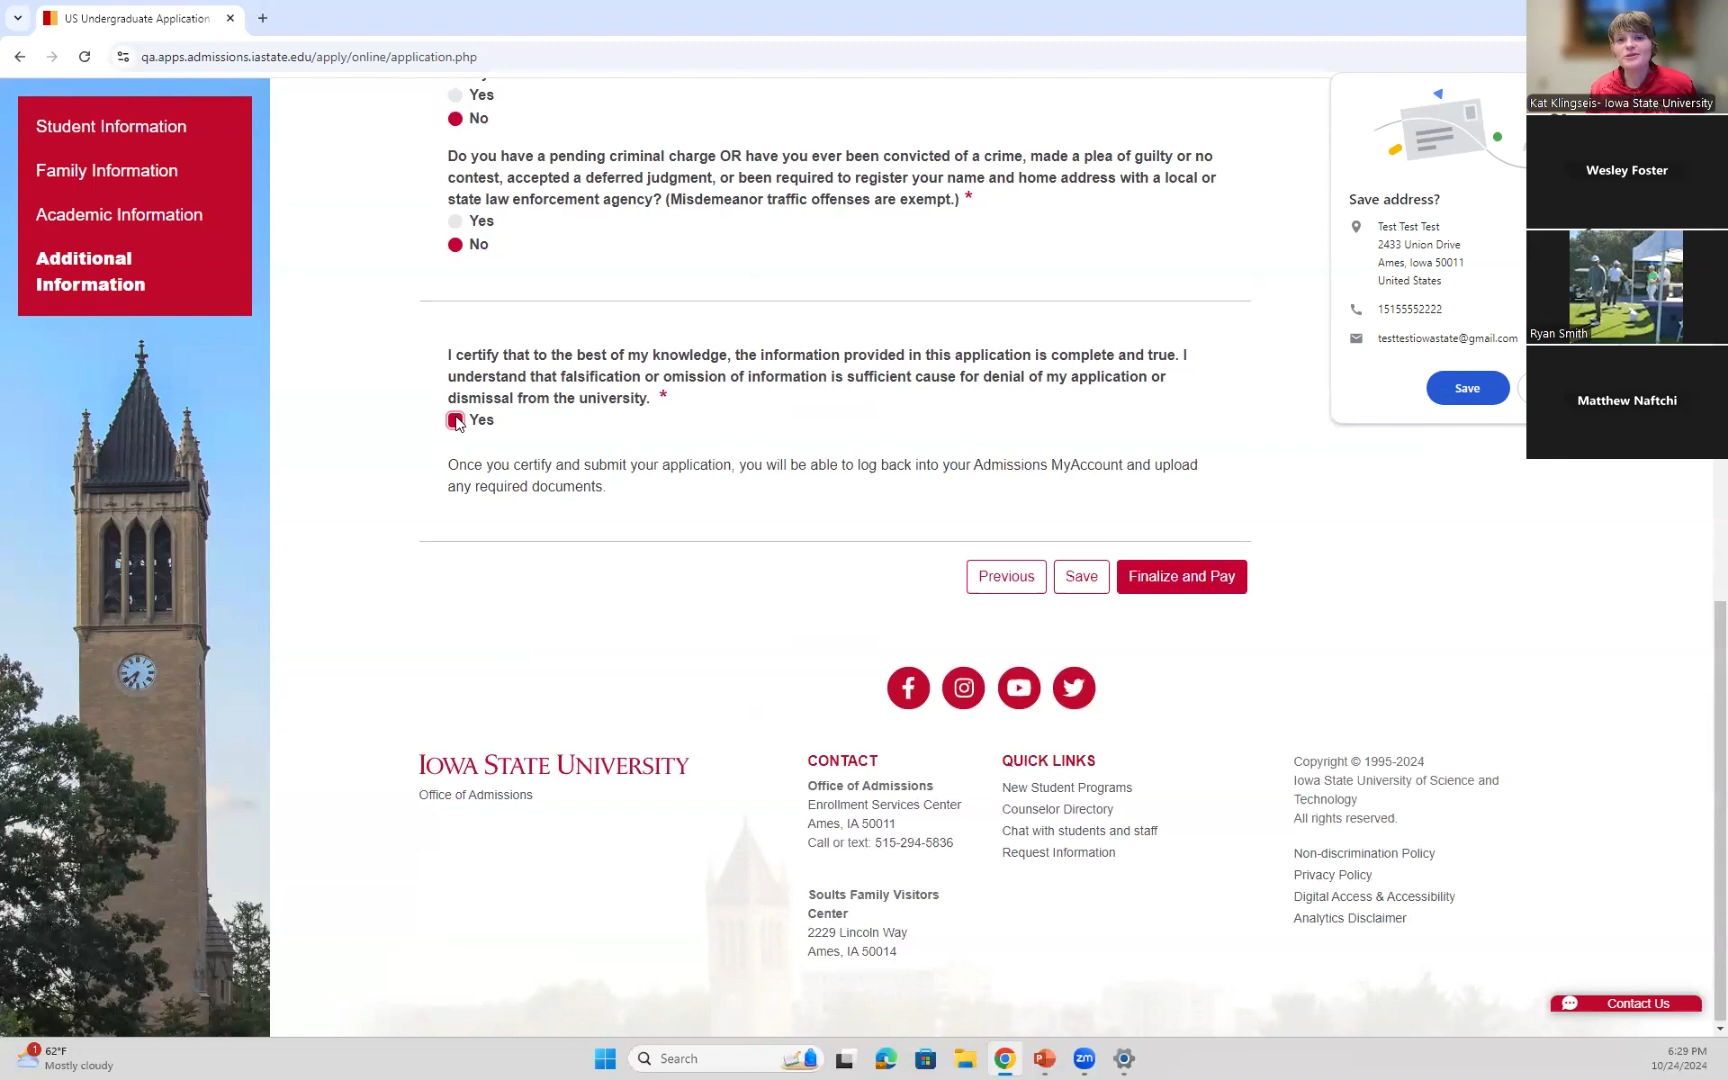 US Undergraduate Application
qa.apps.admissions.iastate.edu/apply/online/application.php
Student Information
Family Information
Academic Information
Additional
Information
Yes
No
Do you have a pending criminal charge OR have you ever been convicted of a crime, made a plea of guilty or no
contest, accepted a deferred judgment, or been required to register your name and home address with a local or
state law enforcement agency? (Misdemeanor traffic offenses are exempt.) *
Yes
No
I certify that to the best of my knowledge, the information provided in this application is complete and true. I
understand that falsification or omission of information is sufficient cause for denial of my application or
dismissal from the university. *
Yes
Once you certify and submit your application, you will be able to log back into your Admissions MyAccount and upload
any required documents.
Previous
Save
Finalize and Pay
Save address?
Test Test Test
2433 Union Drive
Ames, Iowa 50011
United States
15155552222
testtestiowastate@gmail.com
Save
Kat Klingseis- Iowa State University
Wesley Foster
Ryan Smith
Matthew Naftchi
IOWA STATE UNIVERSITY
Office of Admissions
CONTACT
Office of Admissions
Enrollment Services Center
Ames, IA 50011
Call or text: 515-294-5836
Soults Family Visitors
Center
2229 Lincoln Way
Ames, IA 50014
QUICK LINKS
New Student Programs
Counselor Directory
Chat with students and staff
Request Information
Copyright © 1995-2024
Iowa State University of Science and
Technology
All rights reserved.
Non-discrimination Policy
Privacy Policy
Digital Access & Accessibility
Analytics Disclaimer
Contact Us
1
62°F
Mostly cloudy
Search
zm
6:29 PM
10/24/2024